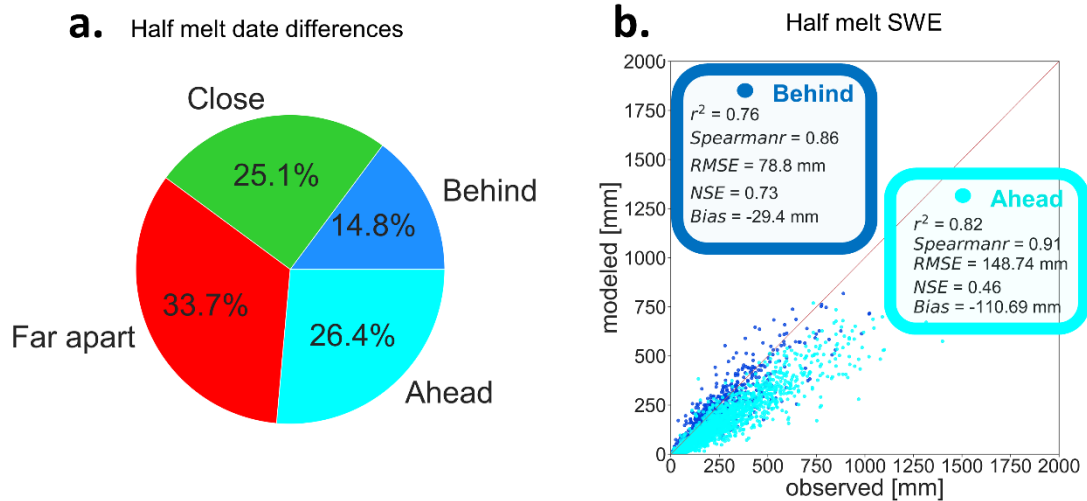 a. Half melt date differences
Close
25.1%
Behind
14.8%
33.7%
Far apart
26.4%
Ahead
b.
Half melt SWE
modeled [mm]
2000
1750
1500
1250
1000
750
500
250
0
0 250 500 750 1000 1250 1500 1750 2000
observed [mm]
Behind
r² = 0.76
Spearmanr = 0.86
RMSE = 78.8 mm
NSE = 0.73
Bias = -29.4 mm
Ahead
r² = 0.82
Spearmanr = 0.91
RMSE = 148.74 mm
NSE = 0.46
Bias = -110.69 mm